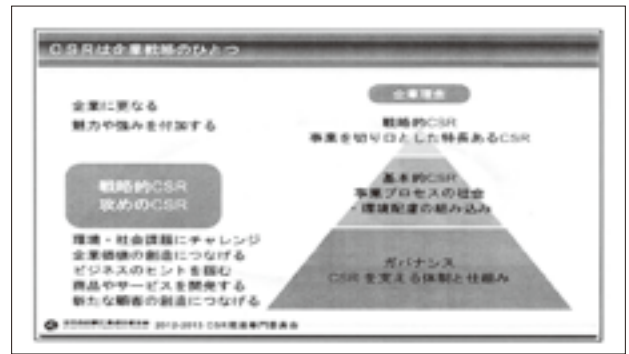 CSRは企業戦略のひとつ
企業に更なる
魅力や強みを付加する
戦略的CSR
攻めのCSR
環境・社会課題にチャレンジ
企業価値の創造につなげる
ビジネスのヒントを掴む
商品やサービスを開発する
新たな顧客の創造につなげる
企業理念
戦略的CSR
事業を切り口とした特長あるCSR
基本的CSR
事業プロセスの社会
・環境配慮の組み込み
ガバナンス
CSRを支える体制と仕組み
2012-2013 CSR推進専門委員会